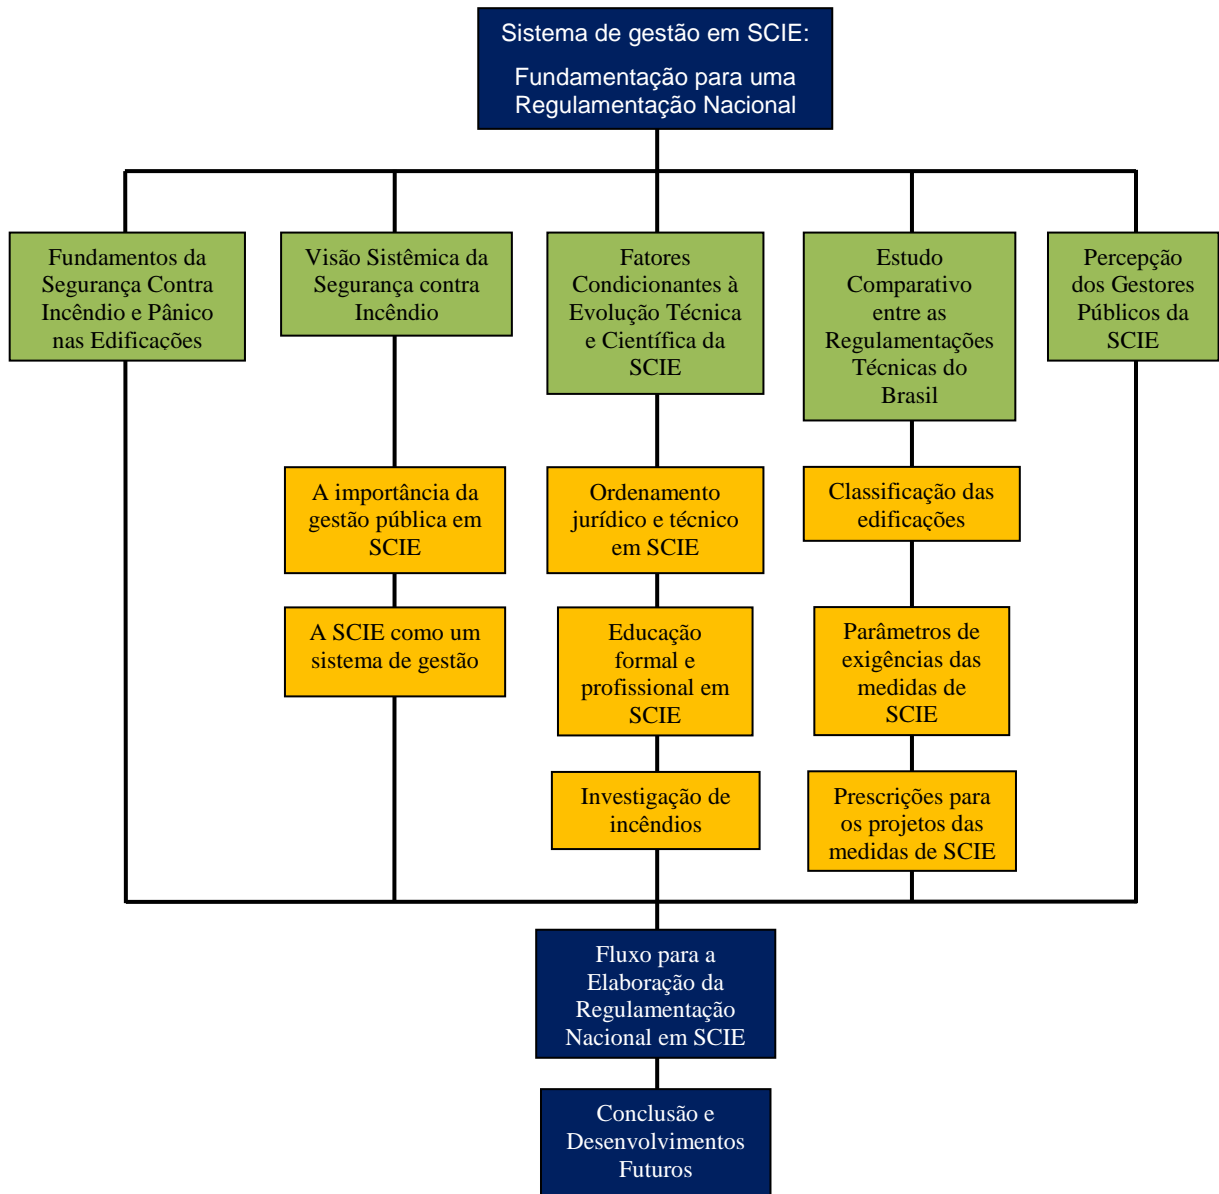 Sistema de gestão em SCIE:
Fundamentação para uma
Regulamentação Nacional
Fundamentos da
Segurança Contra
Incêndio e Pânico
nas Edificações
Visão Sistêmica da
Segurança contra
Incêndio
Fatores
Condicionantes à
Evolução Técnica
e Científica da
SCIE
Estudo
Comparativo
entre as
Regulamentações
Técnicas do
Brasil
Percepção
dos Gestores
Públicos da
SCIE
A importância da
gestão pública em
SCIE
A SCIE como um
sistema de gestão
Ordenamento
jurídico e técnico
em SCIE
Educação
formal e
profissional em
SCIE
Investigação de
incêndios
Classificação das
edificações
Parâmetros de
exigências das
medidas de
SCIE
Prescrições para
os projetos das
medidas de SCIE
Fluxo para a
Elaboração da
Regulamentação
Nacional em SCIE
Conclusão e
Desenvolvimentos
Futuros